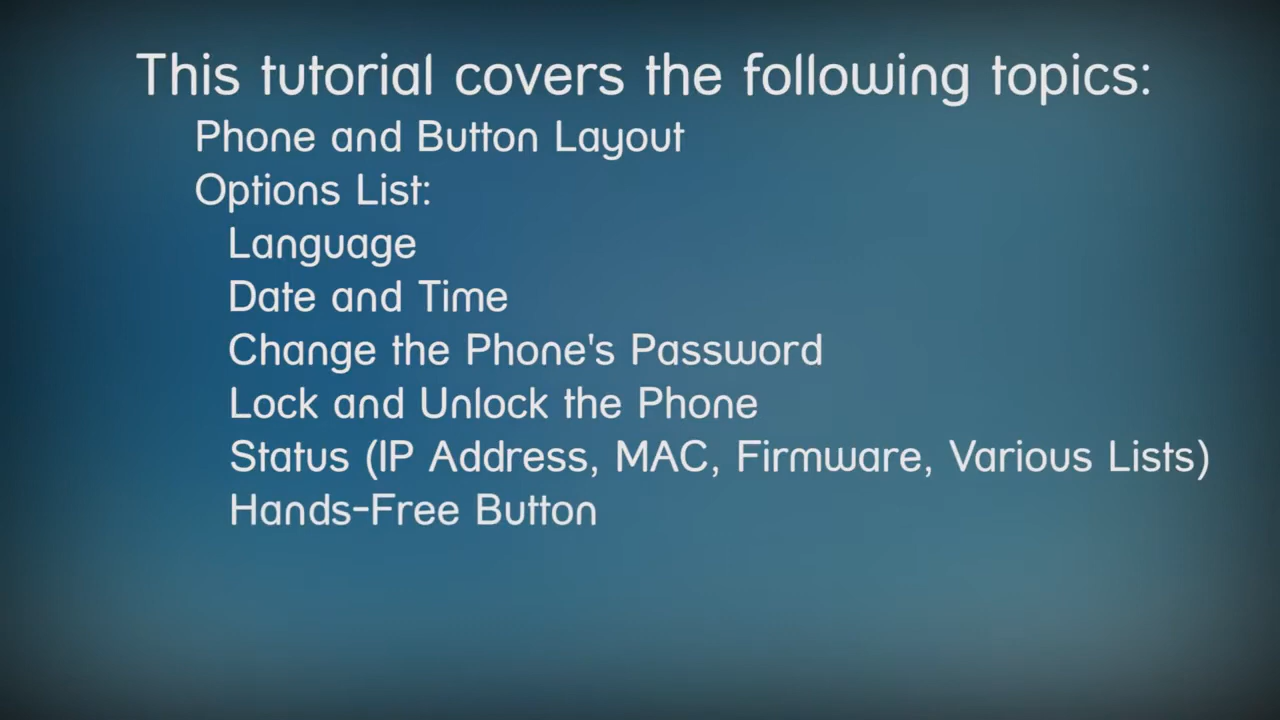 This tutorial covers the following topics:
Phone and Button Layout
Options List:
Language
Date and Time
Change the Phone's Password
Lock and Unlock the Phone
Status (IP Address, MAC, Firmware, Various Lists)
Hands-Free Button